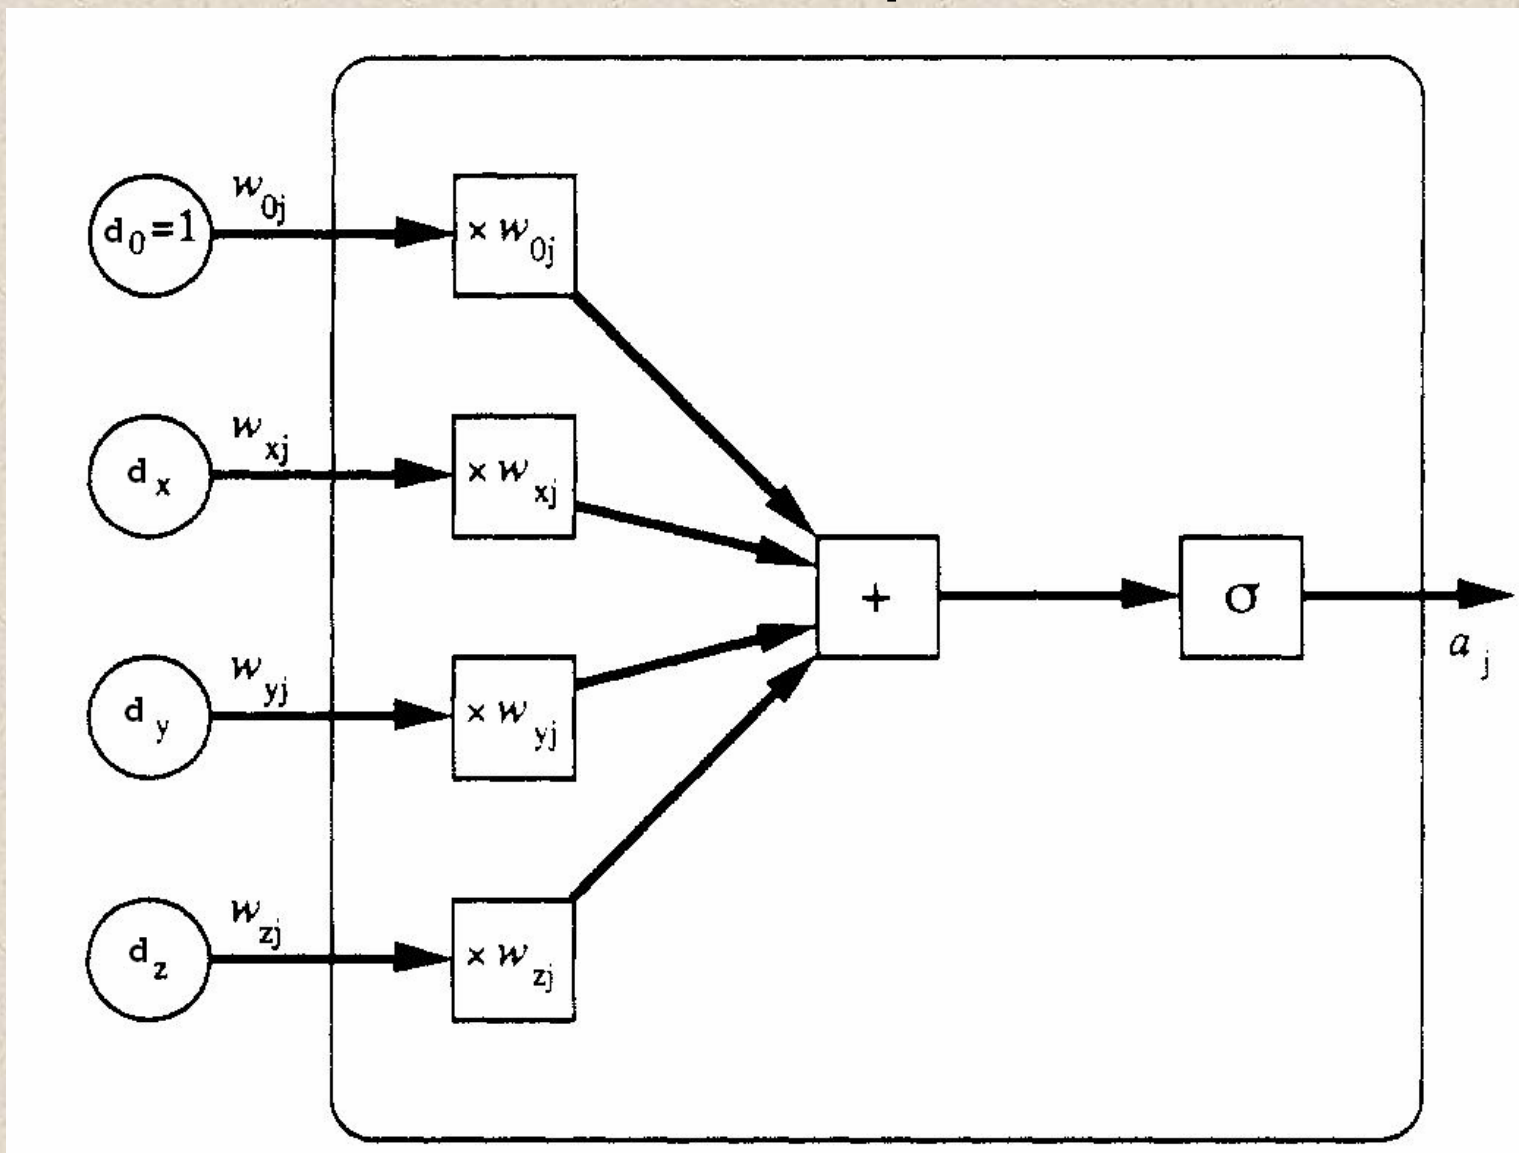 w0j
d0=1
× w0j
wxj
dx
× wxj
+
σ
aj
wyj
dy
× wyj
wzj
dz
× wzj